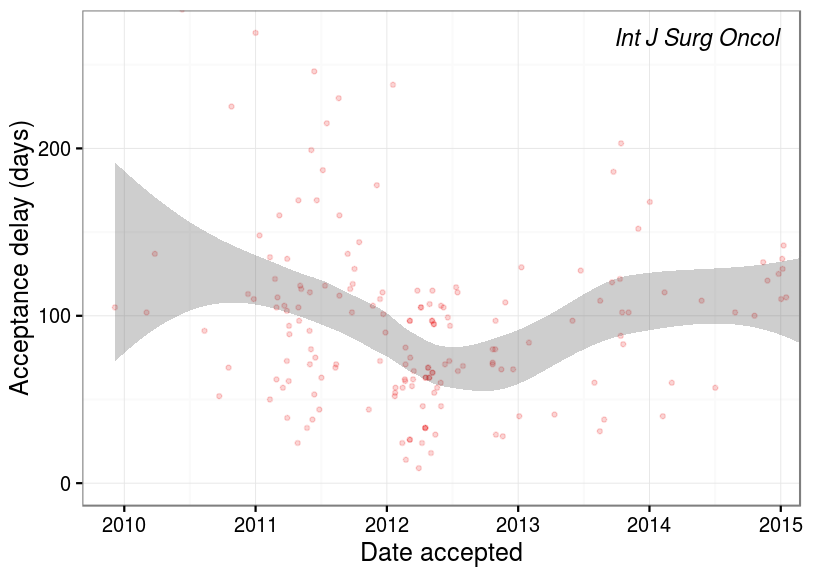 Int J Surg Oncol
Acceptance delay (days)
200
100
0
2010 2011 2012 2013 2014 2015
Date accepted